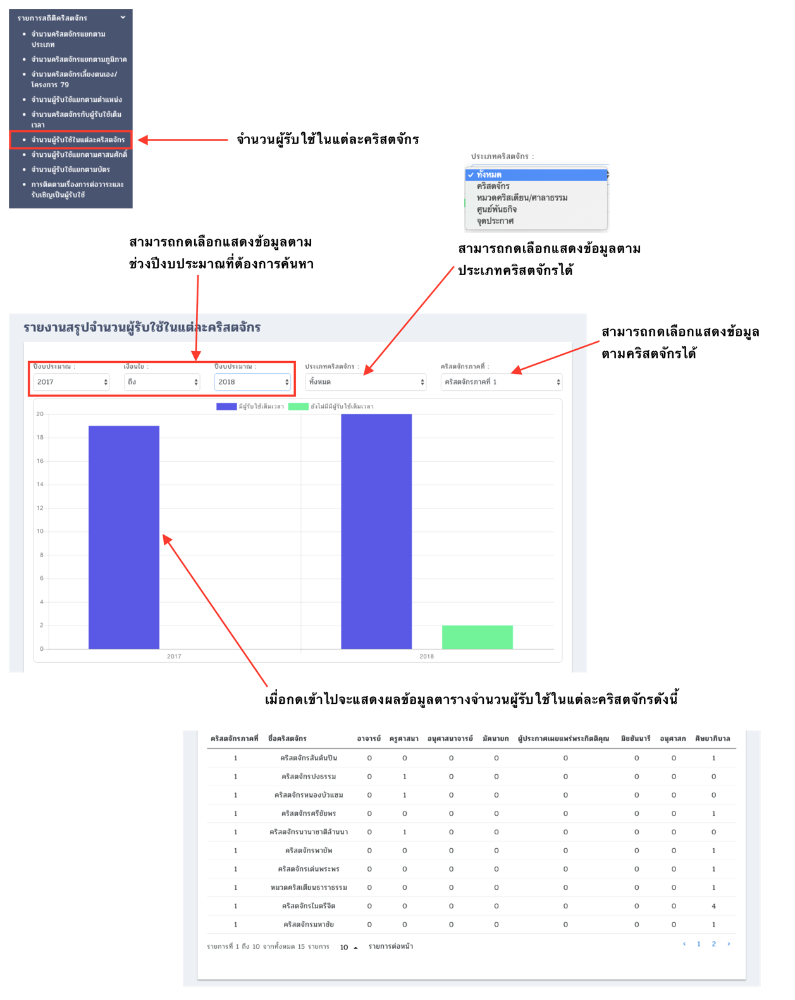 รายการสถิติคริสตจักร
จำนวนคริสตจักรแยกตาม
ประเภท
จำนวนคริสตจักรแยกตามภูมิภาค
จำนวนคริสตจักรเลี้ยงตนเอง/
โครงการ 79
จำนวนผู้รับใช้แยกตามตำแหน่ง
จำนวนคริสตจักรกับผู้รับใช้เต็ม
เวลา
จำนวนผู้รับใช้ในแต่ละคริสตจักร
จำนวนผู้รับใช้แยกตามศาสนศักดิ์
จำนวนผู้รับใช้แยกตามบัตร
การติดตามเรื่องการต่อวาระและ
รับเชิญเป็นผู้รับใช้
จำนวนผู้รับใช้ในแต่ละคริสตจักร
ประเภทคริสตจักร :
✓ ทั้งหมด
คริสตจักร
หมวดคริสเตียน/ศาลาธรรม
ศูนย์พันธกิจ
จุดประกาศ
สามารถกดเลือกแสดงข้อมูลตาม
ช่วงปีงบประมาณที่ต้องการค้นหา
สามารถกดเลือกแสดงข้อมูลตาม
ประเภทคริสตจักรได้
สามารถกดเลือกแสดงข้อมูล
ตามคริสตจักรได้
รายงานสรุปจำนวนผู้รับใช้ในแต่ละคริสตจักร
ปีงบประมาณ : เงื่อนไข : ปีงบประมาณ : ประเภทคริสตจักร : คริสตจักรภาคที่ :
2017 ถึง 2018 ทั้งหมด คริสตจักรภาคที่ 1
มีผู้รับใช้เต็มเวลา ยังไม่มีมีผู้รับใช้เต็มเวลา
20
18
16
14
12
10
8
6
4
2
0
2017 2018
เมื่อกดเข้าไปจะแสดงผลข้อมูลตารางจำนวนผู้รับใช้ในแต่ละคริสตจักรดังนี้
คริสตจักรภาคที่ ชื่อคริสตจักร อาจารย์ ครูศาสนา อนุศาสนาจารย์ มัคนายก ผู้ประกาศเผยแพร่พระกิตติคุณ มิชชันนารี อนุศาสก ศิษยาภิบาล
1 คริสตจักรสันต้นปืน 0 0 0 0 0 0 0 1
1 คริสตจักรปงธรรม 0 1 0 0 0 0 0 0
1 คริสตจักรหนองบัวแซม 0 1 0 0 0 0 0 0
1 คริสตจักรศรีชัยพร 0 0 0 0 0 0 0 1
1 คริสตจักรนานาชาติล้านนา 0 1 0 0 0 0 0 0
1 คริสตจักรพายัพ 0 0 0 0 0 0 0 1
1 คริสตจักรเด่นพระพร 0 0 0 0 0 0 0 1
1 หมวดคริสเตียนธาราธรรม 0 0 0 0 0 0 0 1
1 คริสตจักรไมตรีจิต 0 0 0 0 0 0 0 4
1 คริสตจักรมหาชัย 0 0 0 0 0 0 0 1
รายการที่ 1 ถึง 10 จากทั้งหมด 15 รายการ 10 รายการต่อหน้า ‹ 1 2 ›